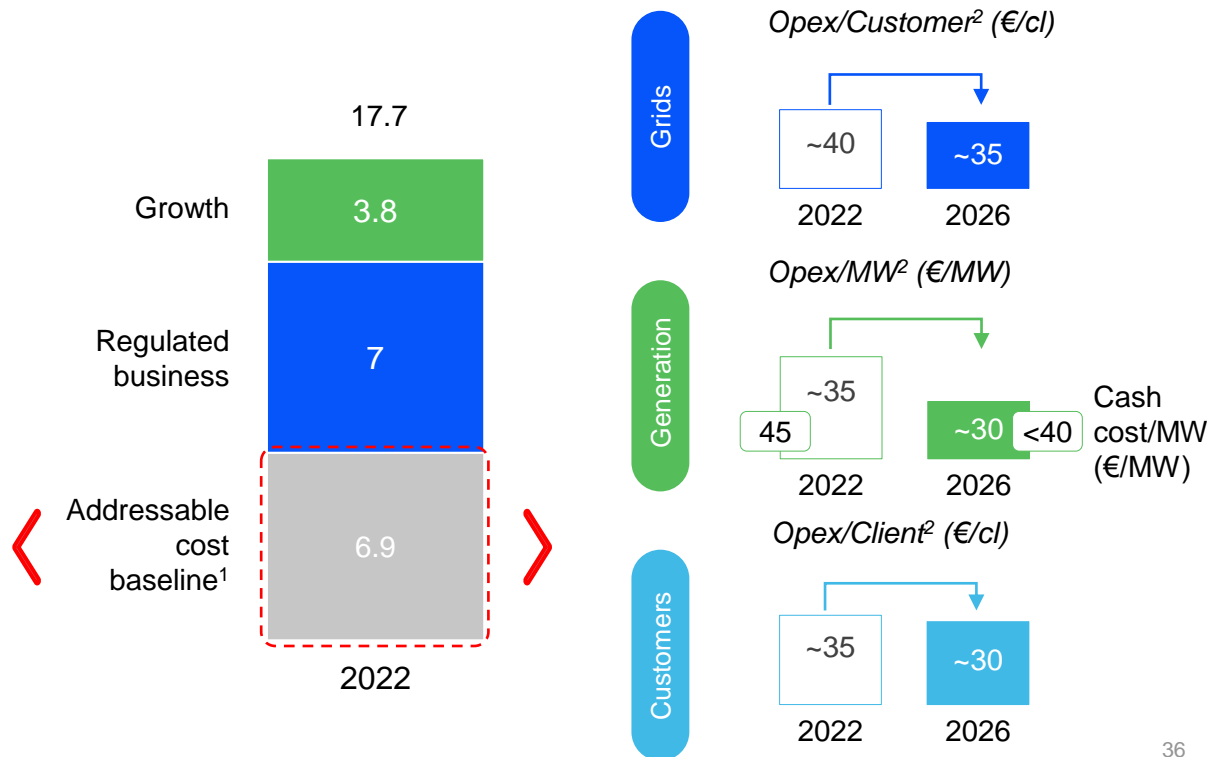 17.7
Growth
3.8
Regulated
business
7
Addressable
cost
baseline¹
6.9
2022
Grids
Opex/Customer² (€/cl)
~40
~35
2022
2026
Generation
Opex/MW² (€/MW)
~35
45
~30
<40
Cash
cost/MW
(€/MW)
2022
2026
Customers
Opex/Client² (€/cl)
~35
~30
2022
2026
36